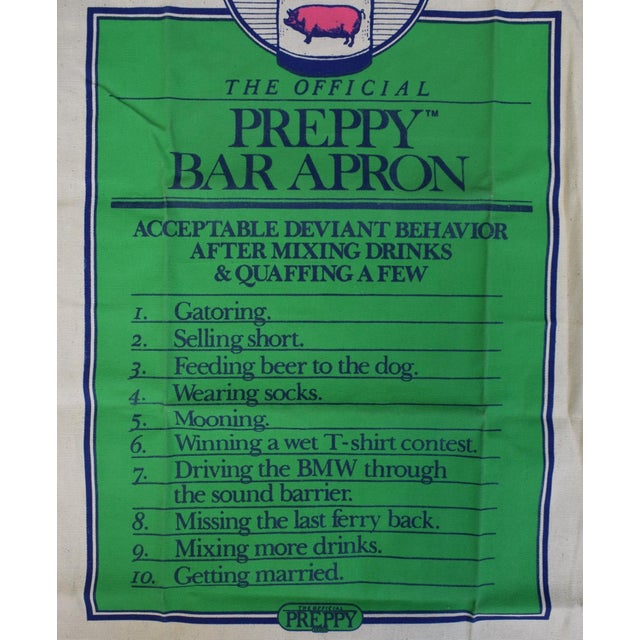 THE OFFICIAL
PREPPY™
BAR APRON
ACCEPTABLE DEVIANT BEHAVIOR
AFTER MIXING DRINKS
& QUAFFING A FEW
1. Gatoring.
2. Selling short.
3. Feeding beer to the dog.
4. Wearing socks.
5. Mooning.
6. Winning a wet T-shirt contest.
7. Driving the BMW through
the sound barrier.
8. Missing the last ferry back.
9. Mixing more drinks.
10. Getting married.
THE OFFICIAL
PREPPY